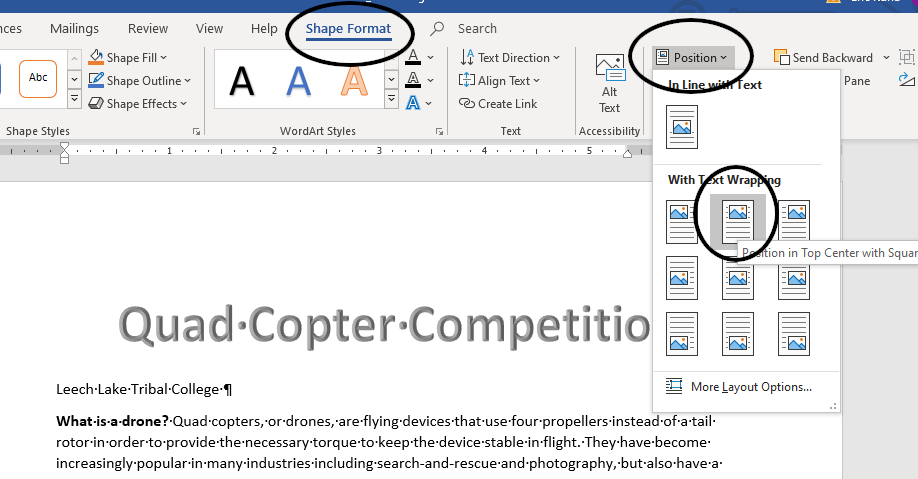 Mailings Review View Help Shape Format Search
Abc
Shape Fill
Shape Outline
Shape Effects
Shape Styles
A A A
A
A
A
WordArt Styles
Text Direction
Align Text
Create Link
Text
Alt
Text
Accessibility
Position
Send Backward
Pane
In Line with Text
With Text Wrapping
Position in Top Center with Squar
More Layout Options...
1 2 3 4 5
Quad·Copter·Competitio
Leech·Lake·Tribal·College·¶
What·is·a·drone?·Quad·copters,·or·drones,·are·flying·devices·that·use·four·propellers·instead·of·a·tail·
rotor·in·order·to·provide·the·necessary·torque·to·keep·the·device·stable·in·flight.·They·have·become·
increasingly·popular·in·many·industries·including·search-and-rescue·and·photography,·but·also·have·a·